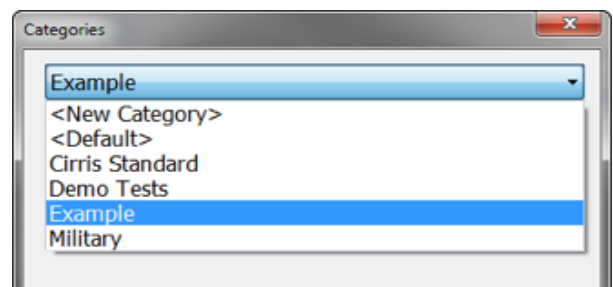 Categories
Example
<New Category>
<Default>
Cirris Standard
Demo Tests
Example
Military